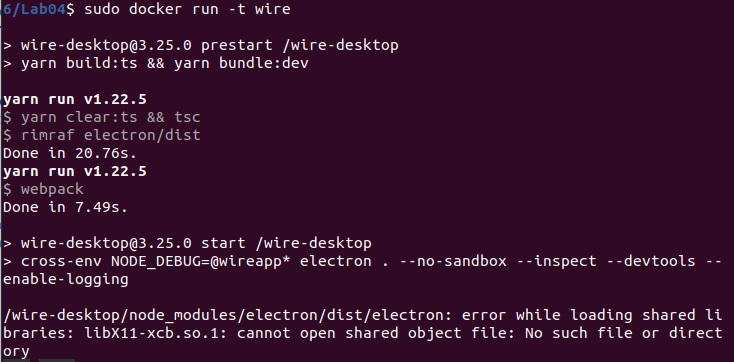 6/Lab04$ sudo docker run -t wire
> wire-desktop@3.25.0 prestart /wire-desktop
> yarn build:ts && yarn bundle:dev
yarn run v1.22.5
$ yarn clear:ts && tsc
$ rimraf electron/dist
Done in 20.76s.
yarn run v1.22.5
$ webpack
Done in 7.49s.
> wire-desktop@3.25.0 start /wire-desktop
> cross-env NODE_DEBUG=@wireapp* electron . --no-sandbox --inspect --devtools --
enable-logging
/wire-desktop/node_modules/electron/dist/electron: error while loading shared li
braries: libX11-xcb.so.1: cannot open shared object file: No such file or direct
ory